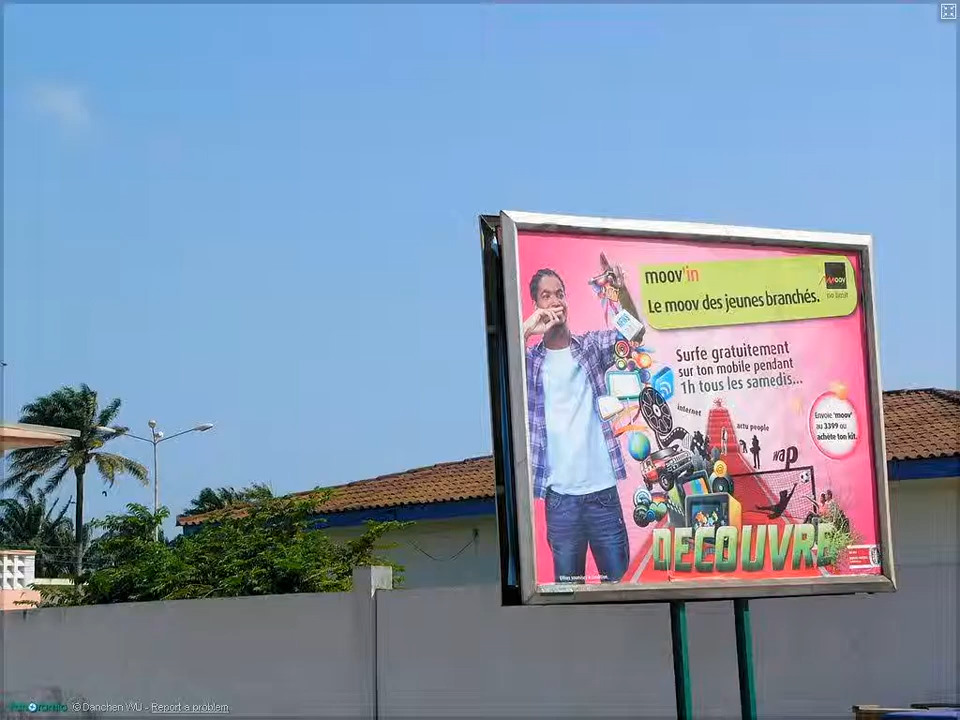 moov'in
Le moov des jeunes branchés.
MOOV
Surfe gratuitement
sur ton mobile pendant
1h tous les samedis...
internet
actu people
wap
Envoie 'moov'
au 3399 ou
achète ton kit.
DECOUVRE
panoramio © Danchen WU - Report a problem